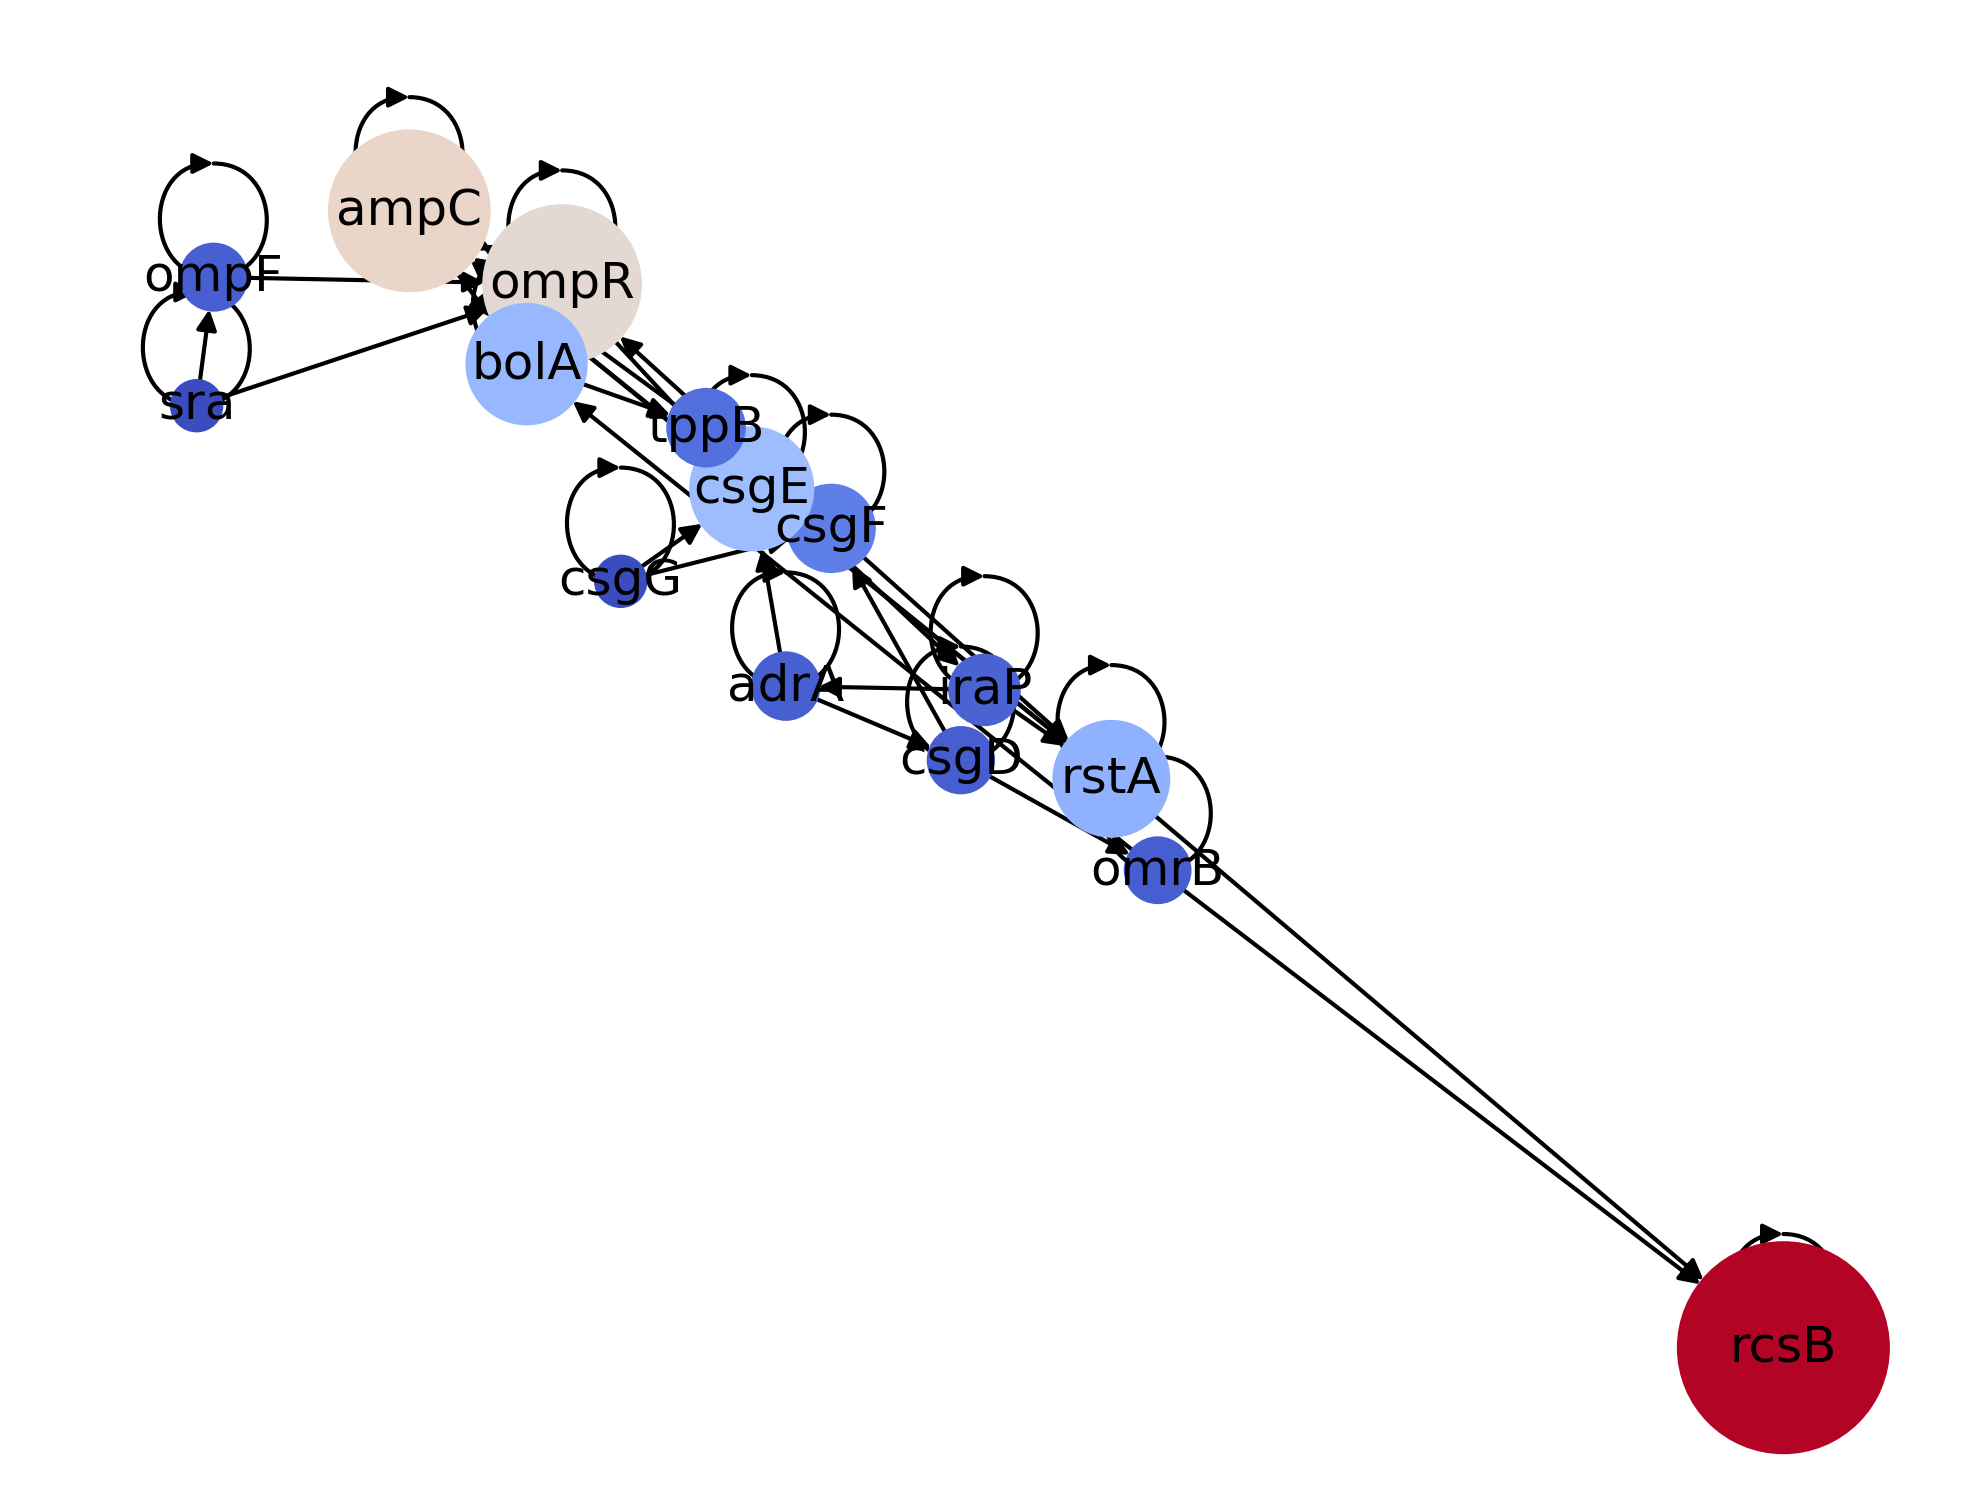 ampC
ompF
ompR
bolA
sra
tppB
csgE
csgF
csgG
adrA
iraP
csgD
rstA
omrB
rcsB